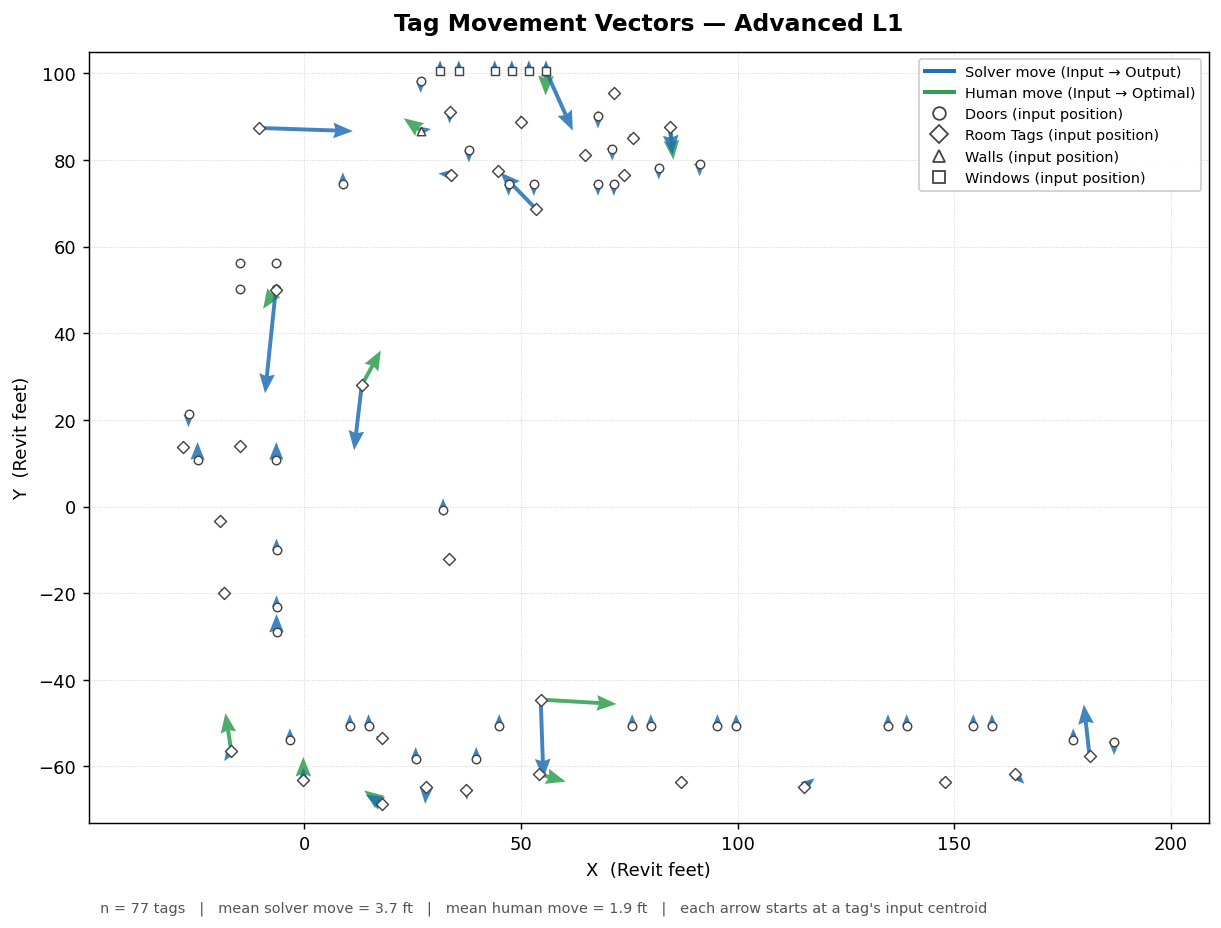 Tag Movement Vectors — Advanced L1
Solver move (Input → Output)
Human move (Input → Optimal)
Doors (input position)
Room Tags (input position)
Walls (input position)
Windows (input position)
100
80
60
40
20
0
−20
−40
−60
Y (Revit feet)
0 50 100 150 200
X (Revit feet)
n = 77 tags | mean solver move = 3.7 ft | mean human move = 1.9 ft | each arrow starts at a tag's input centroid